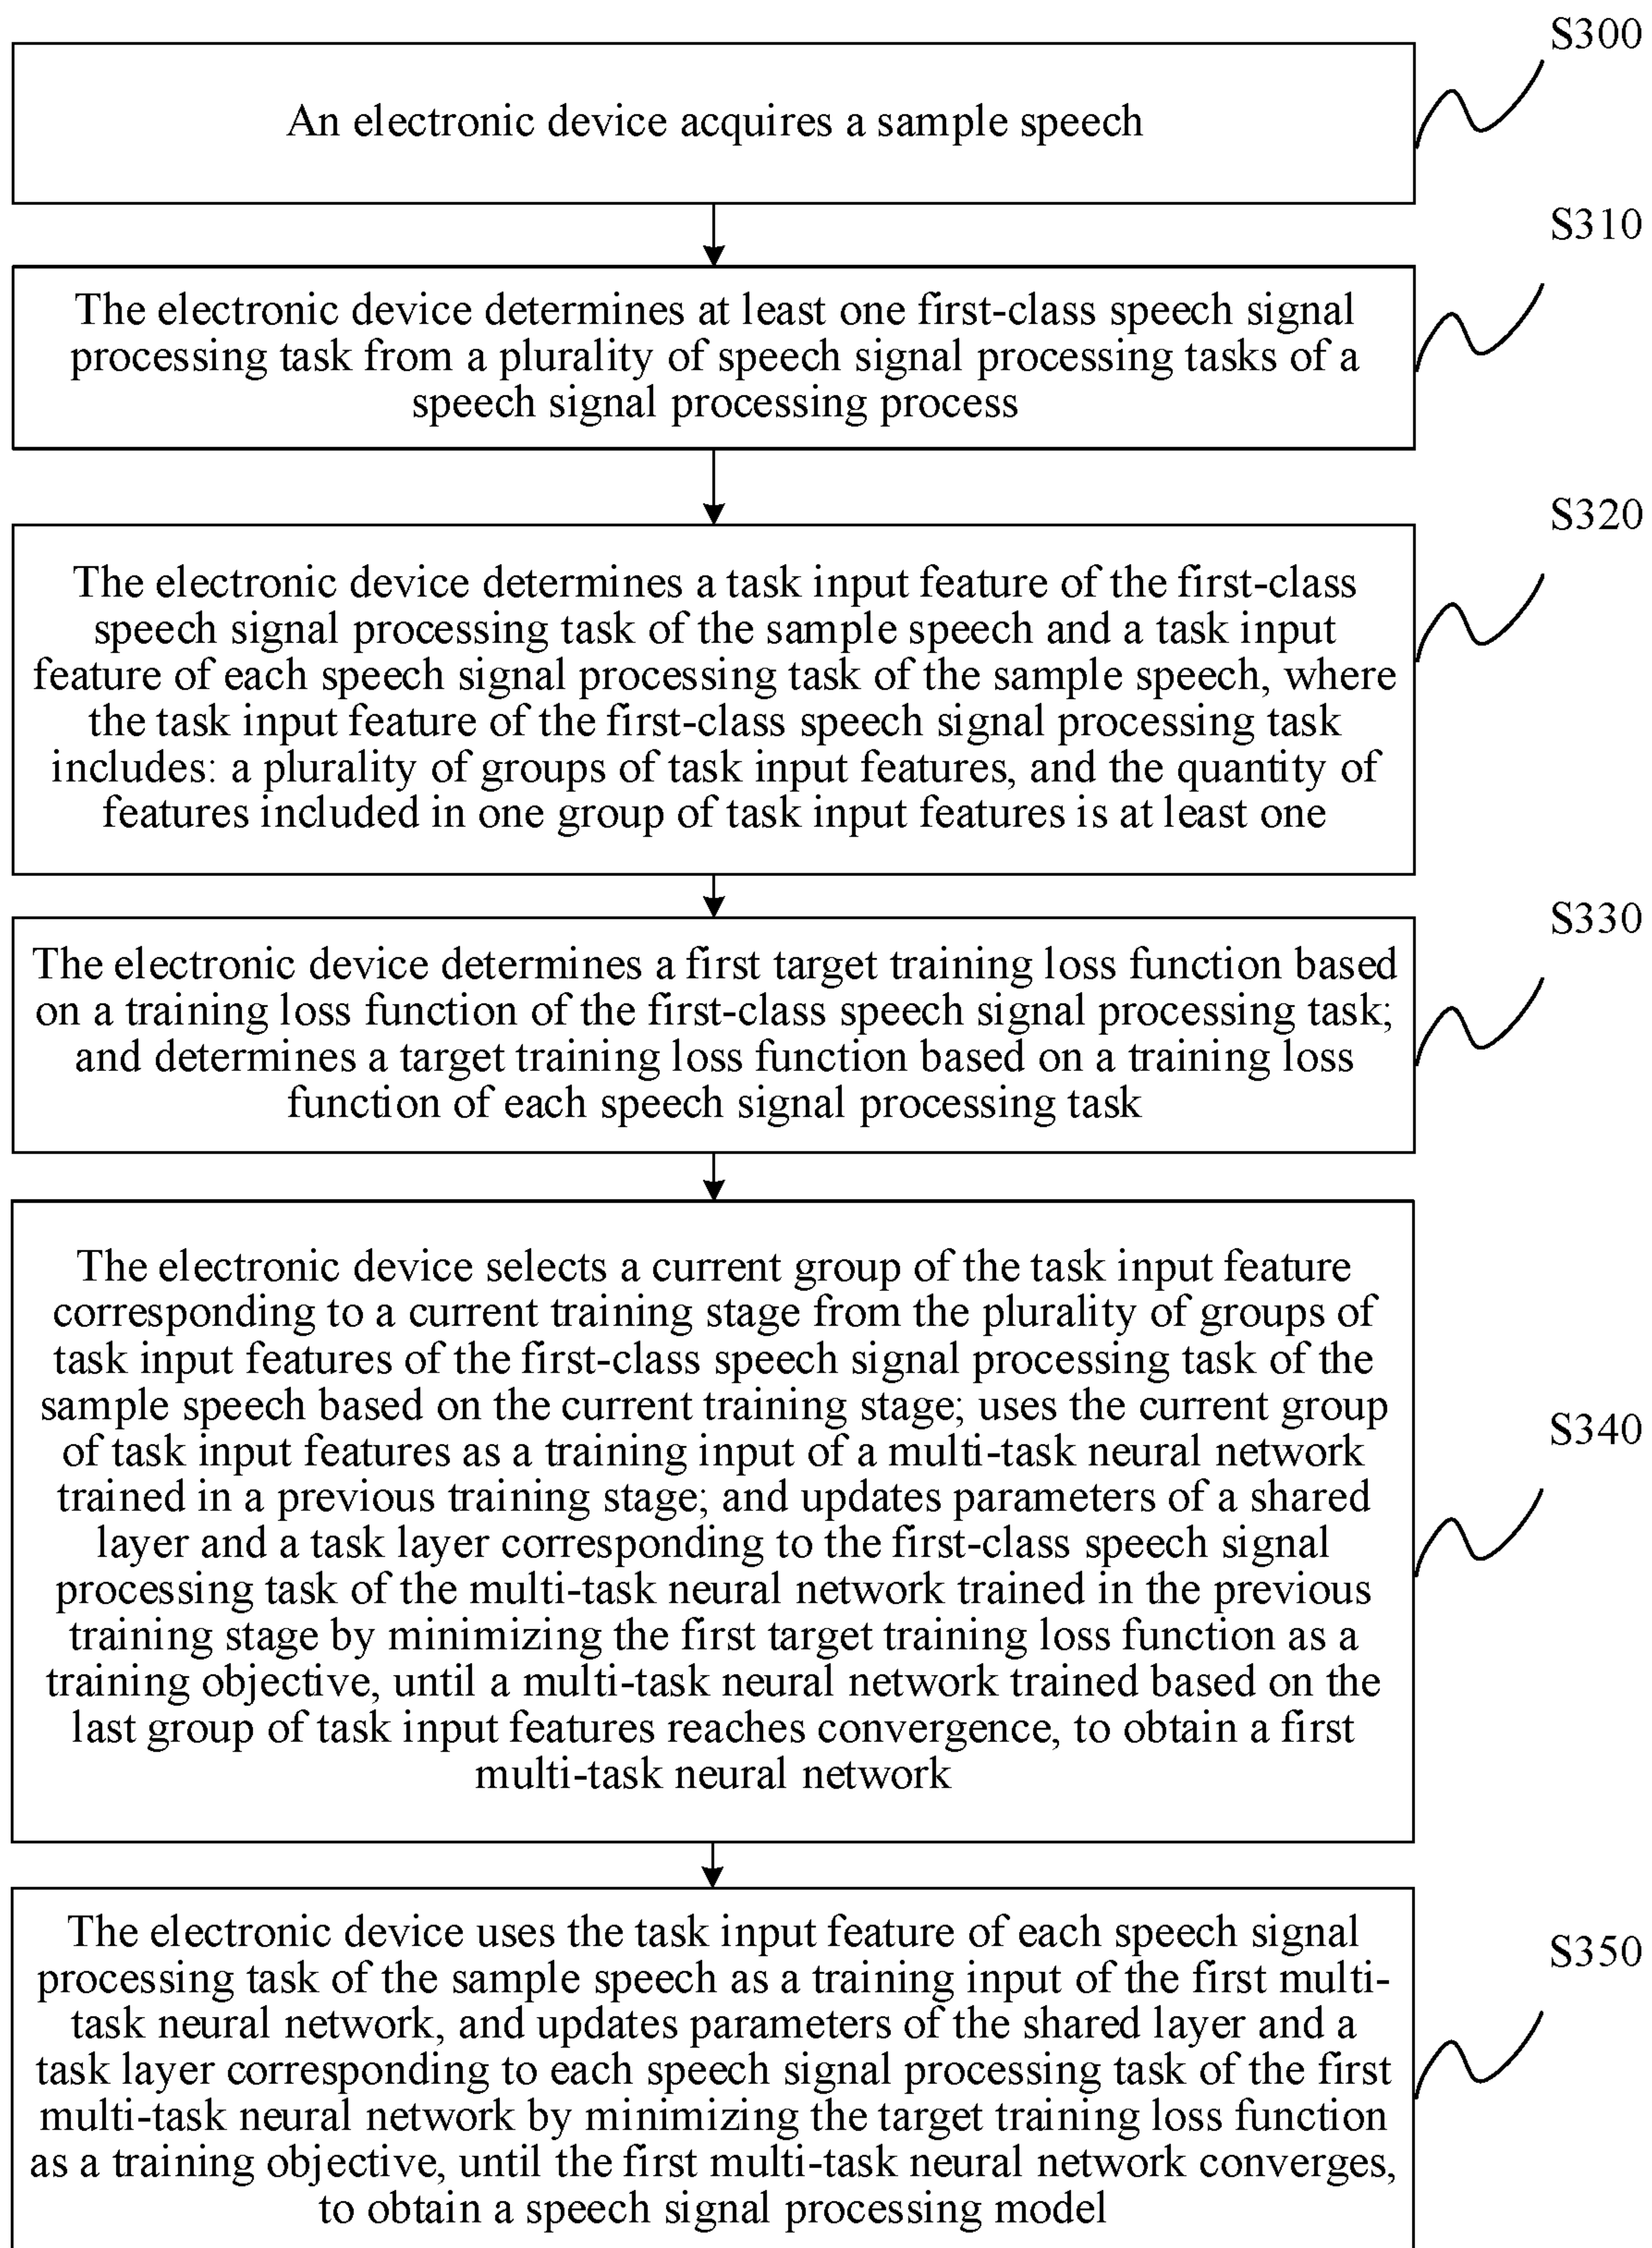 S300
An electronic device acquires a sample speech
S310
The electronic device determines at least one first-class speech signal
processing task from a plurality of speech signal processing tasks of a
speech signal processing process
S320
The electronic device determines a task input feature of the first-class
speech signal processing task of the sample speech and a task input
feature of each speech signal processing task of the sample speech, where
the task input feature of the first-class speech signal processing task
includes: a plurality of groups of task input features, and the quantity of
features included in one group of task input features is at least one
S330
The electronic device determines a first target training loss function based
on a training loss function of the first-class speech signal processing task;
and determines a target training loss function based on a training loss
function of each speech signal processing task
S340
The electronic device selects a current group of the task input feature
corresponding to a current training stage from the plurality of groups of
task input features of the first-class speech signal processing task of the
sample speech based on the current training stage; uses the current group
of task input features as a training input of a multi-task neural network
trained in a previous training stage; and updates parameters of a shared
layer and a task layer corresponding to the first-class speech signal
processing task of the multi-task neural network trained in the previous
training stage by minimizing the first target training loss function as a
training objective, until a multi-task neural network trained based on the
last group of task input features reaches convergence, to obtain a first
multi-task neural network
S350
The electronic device uses the task input feature of each speech signal
processing task of the sample speech as a training input of the first multi-
task neural network, and updates parameters of the shared layer and a
task layer corresponding to each speech signal processing task of the first
multi-task neural network by minimizing the target training loss function
as a training objective, until the first multi-task neural network converges,
to obtain a speech signal processing model